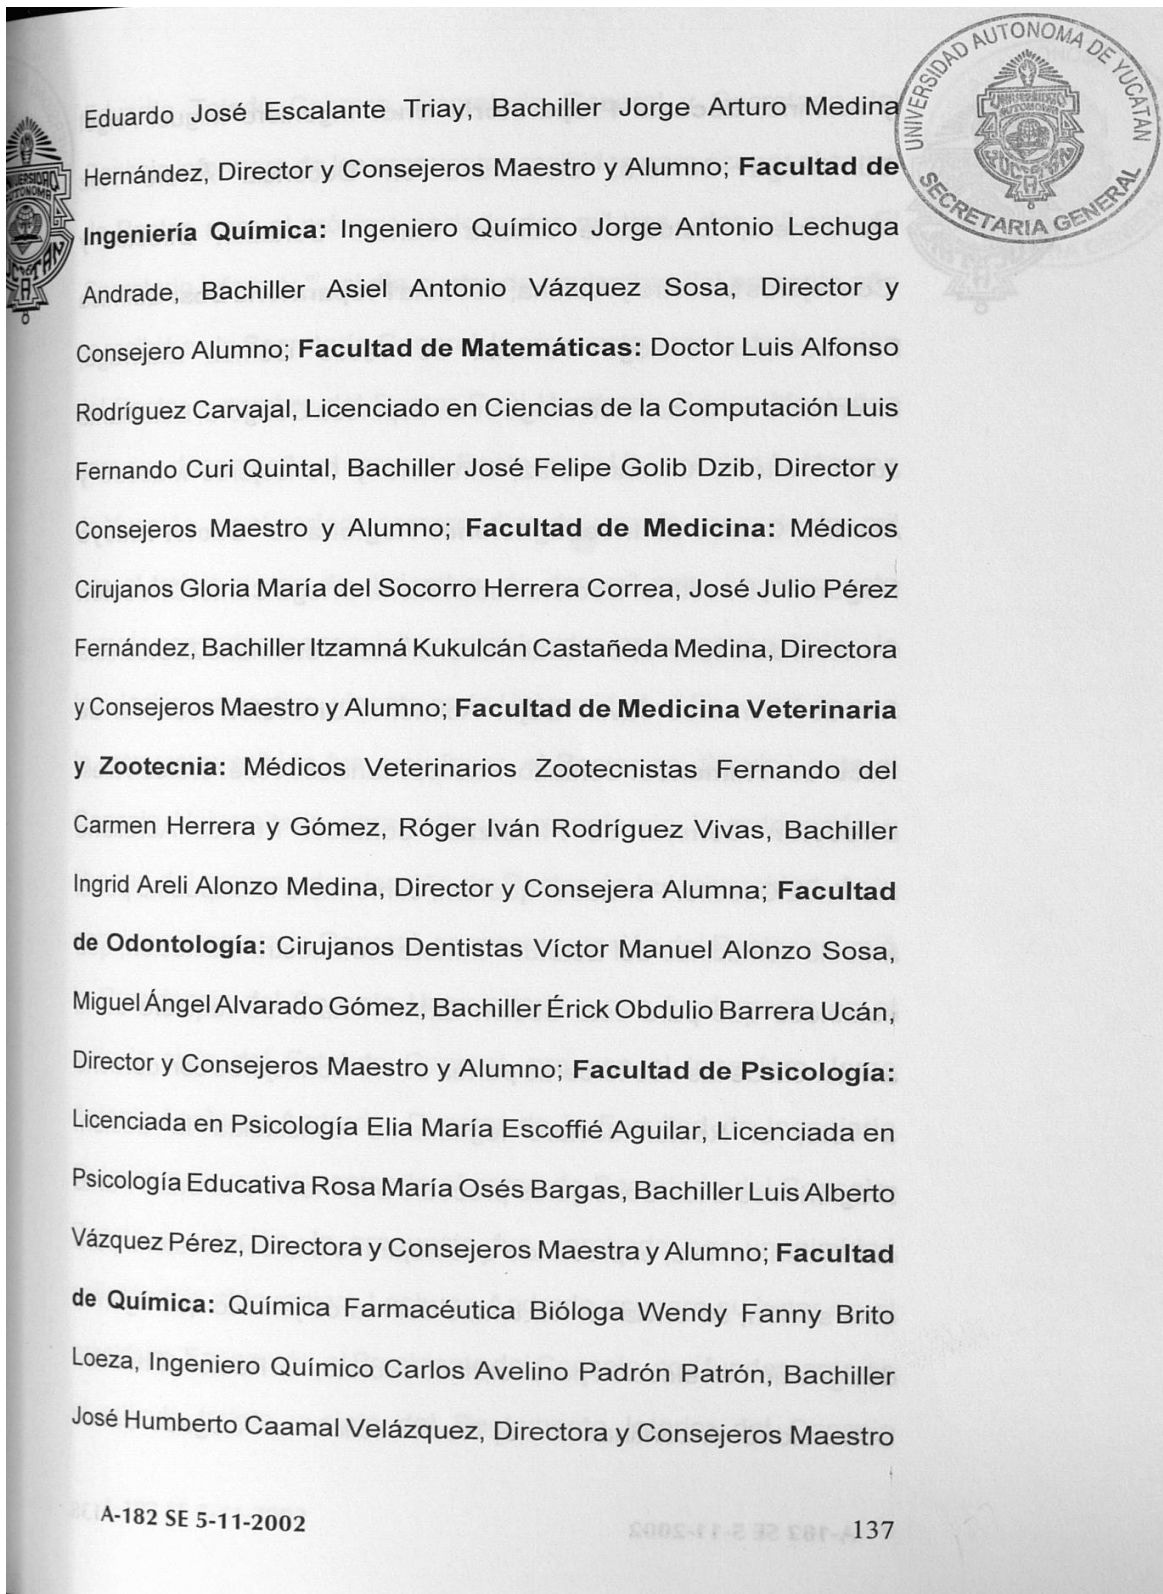 UNIVERSIDAD AUTONOMA DE YUCATAN
SECRETARIA GENERAL
Eduardo José Escalante Triay, Bachiller Jorge Arturo Medina
Hernández, Director y Consejeros Maestro y Alumno; Facultad de
Ingeniería Química: Ingeniero Químico Jorge Antonio Lechuga
Andrade, Bachiller Asiel Antonio Vázquez Sosa, Director y
Consejero Alumno; Facultad de Matemáticas: Doctor Luis Alfonso
Rodríguez Carvajal, Licenciado en Ciencias de la Computación Luis
Fernando Curi Quintal, Bachiller José Felipe Golib Dzib, Director y
Consejeros Maestro y Alumno; Facultad de Medicina: Médicos
Cirujanos Gloria María del Socorro Herrera Correa, José Julio Pérez
Fernández, Bachiller Itzamná Kukulcán Castañeda Medina, Directora
y Consejeros Maestro y Alumno; Facultad de Medicina Veterinaria
y Zootecnia: Médicos Veterinarios Zootecnistas Fernando del
Carmen Herrera y Gómez, Róger Iván Rodríguez Vivas, Bachiller
Ingrid Areli Alonzo Medina, Director y Consejera Alumna; Facultad
de Odontología: Cirujanos Dentistas Víctor Manuel Alonzo Sosa,
Miguel Ángel Alvarado Gómez, Bachiller Érick Obdulio Barrera Ucán,
Director y Consejeros Maestro y Alumno; Facultad de Psicología:
Licenciada en Psicología Elia María Escoffié Aguilar, Licenciada en
Psicología Educativa Rosa María Osés Bargas, Bachiller Luis Alberto
Vázquez Pérez, Directora y Consejeros Maestra y Alumno; Facultad
de Química: Química Farmacéutica Bióloga Wendy Fanny Brito
Loeza, Ingeniero Químico Carlos Avelino Padrón Patrón, Bachiller
José Humberto Caamal Velázquez, Directora y Consejeros Maestro
A-182 SE 5-11-2002
137